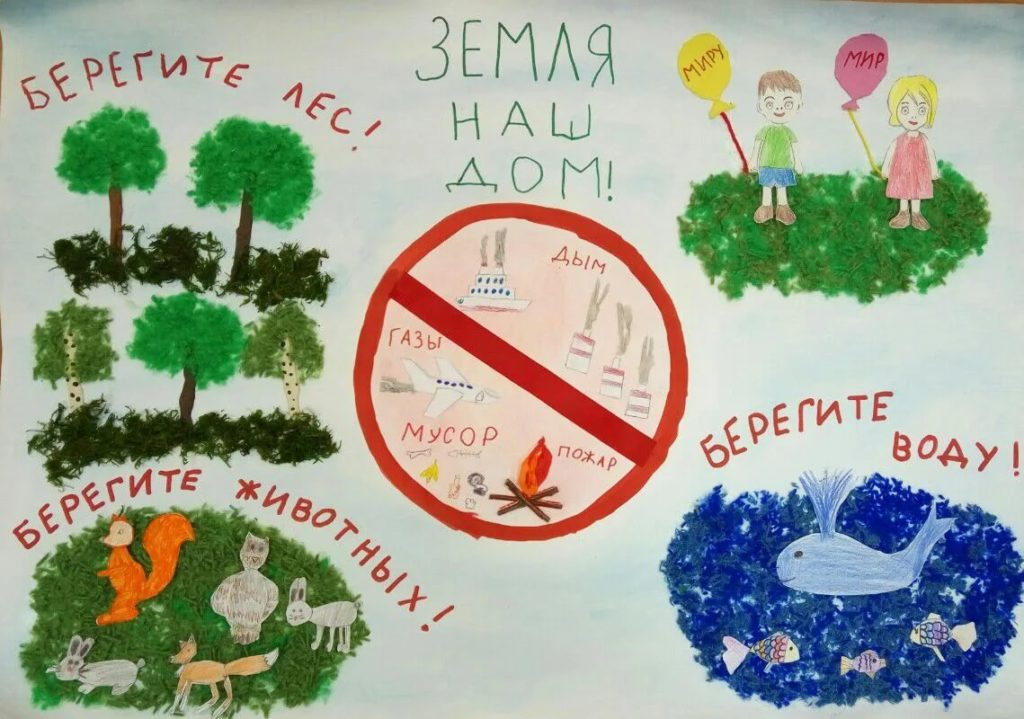 ЗЕМЛЯ
НАШ
ДОМ!
БЕРЕГИТЕ ЛЕС!
МИРУ
МИР
ДЫМ
ГАЗЫ
МУСОР
ПОЖАР
БЕРЕГИТЕ ВОДУ!
БЕРЕГИТЕ ЖИВОТНЫХ!